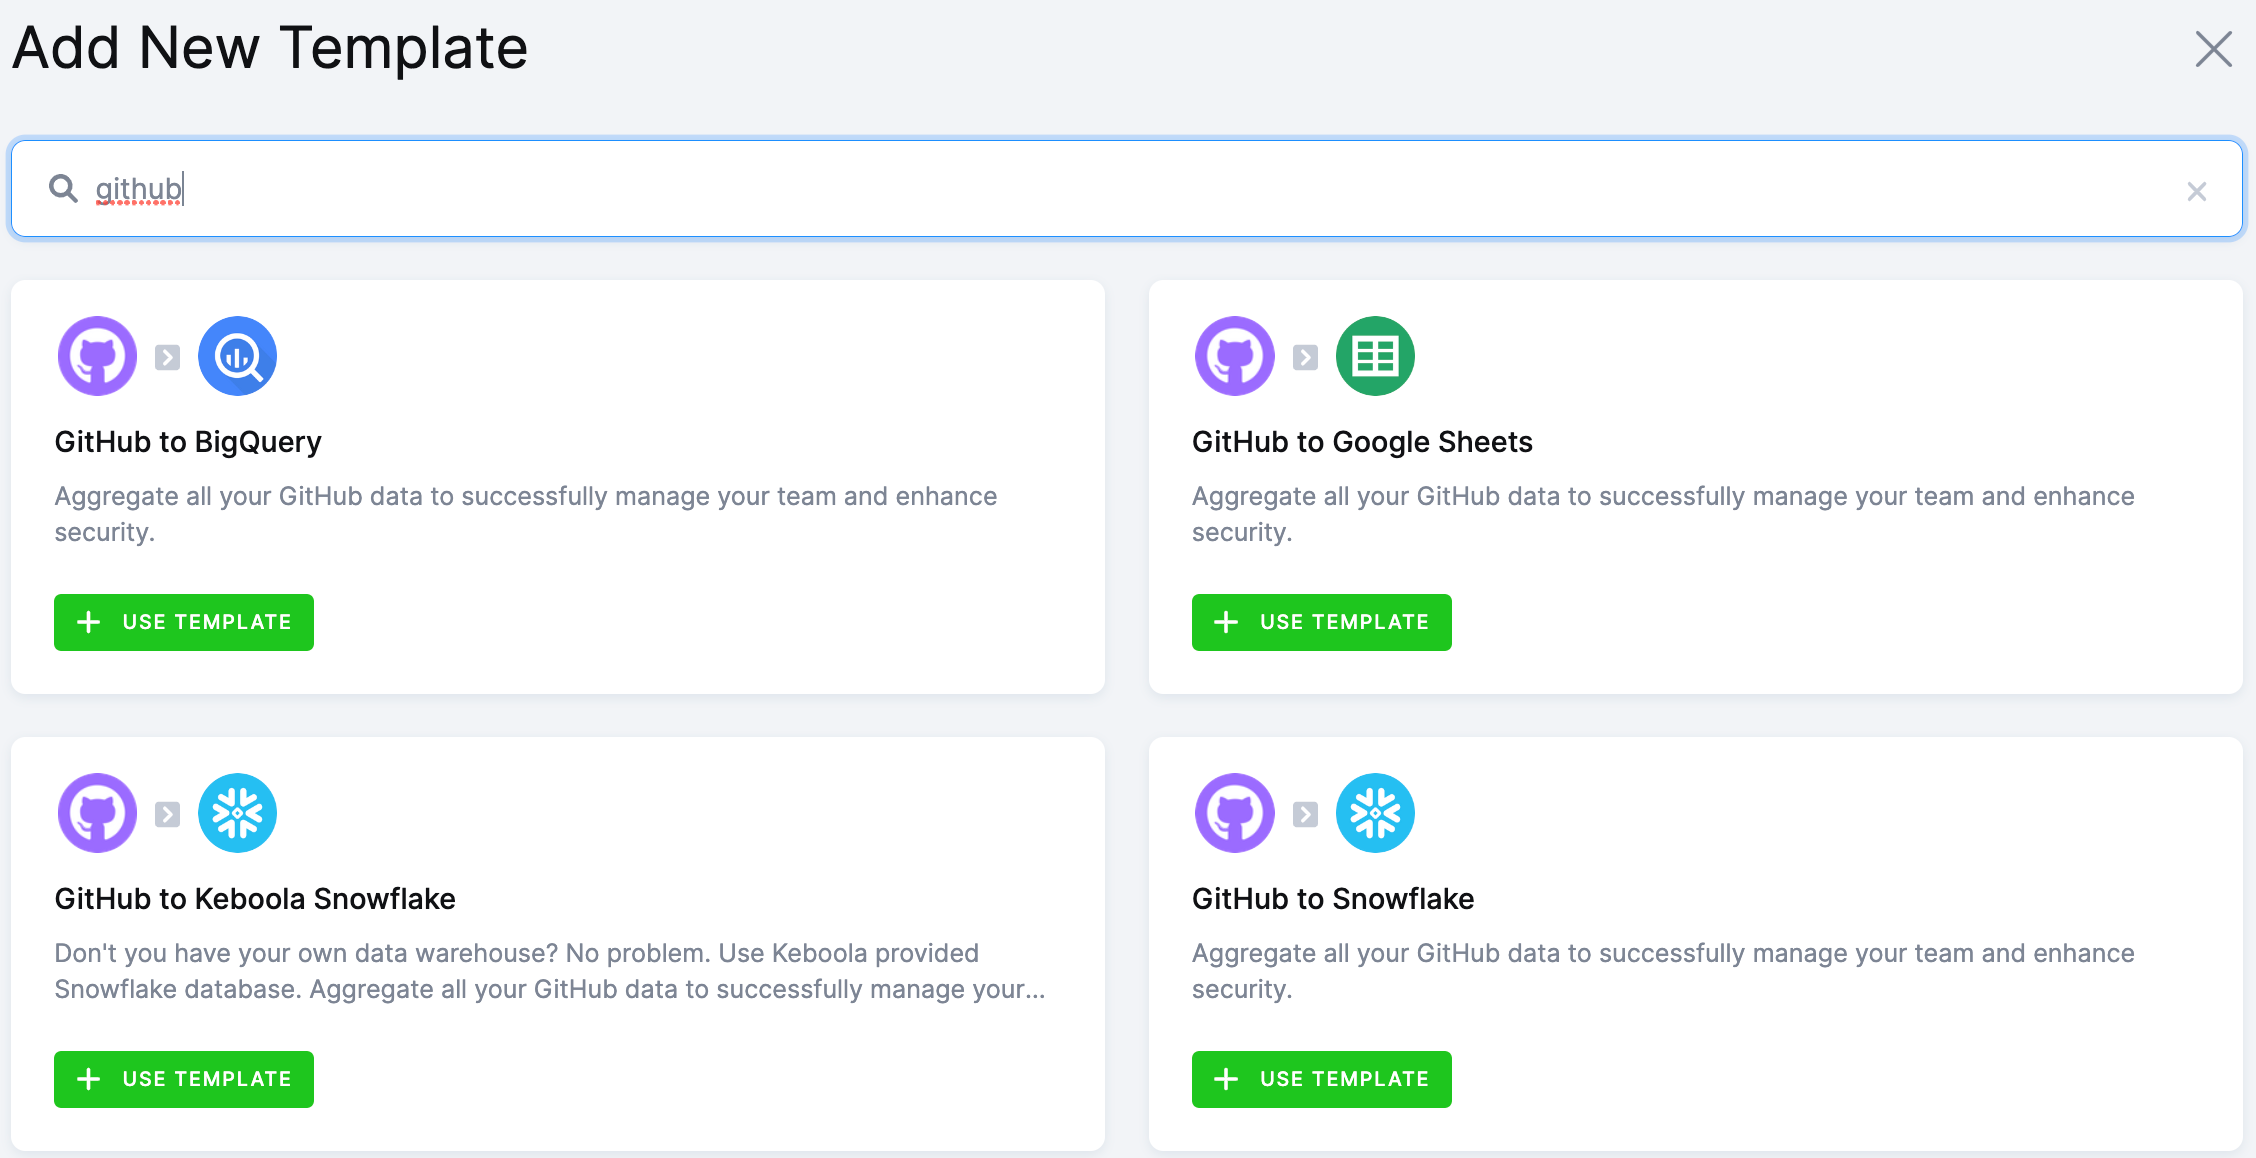 Add New Template
github
GitHub to BigQuery
Aggregate all your GitHub data to successfully manage your team and enhance
security.
USE TEMPLATE
GitHub to Google Sheets
Aggregate all your GitHub data to successfully manage your team and enhance
security.
USE TEMPLATE
GitHub to Keboola Snowflake
Don't you have your own data warehouse? No problem. Use Keboola provided
Snowflake database. Aggregate all your GitHub data to successfully manage your...
USE TEMPLATE
GitHub to Snowflake
Aggregate all your GitHub data to successfully manage your team and enhance
security.
USE TEMPLATE